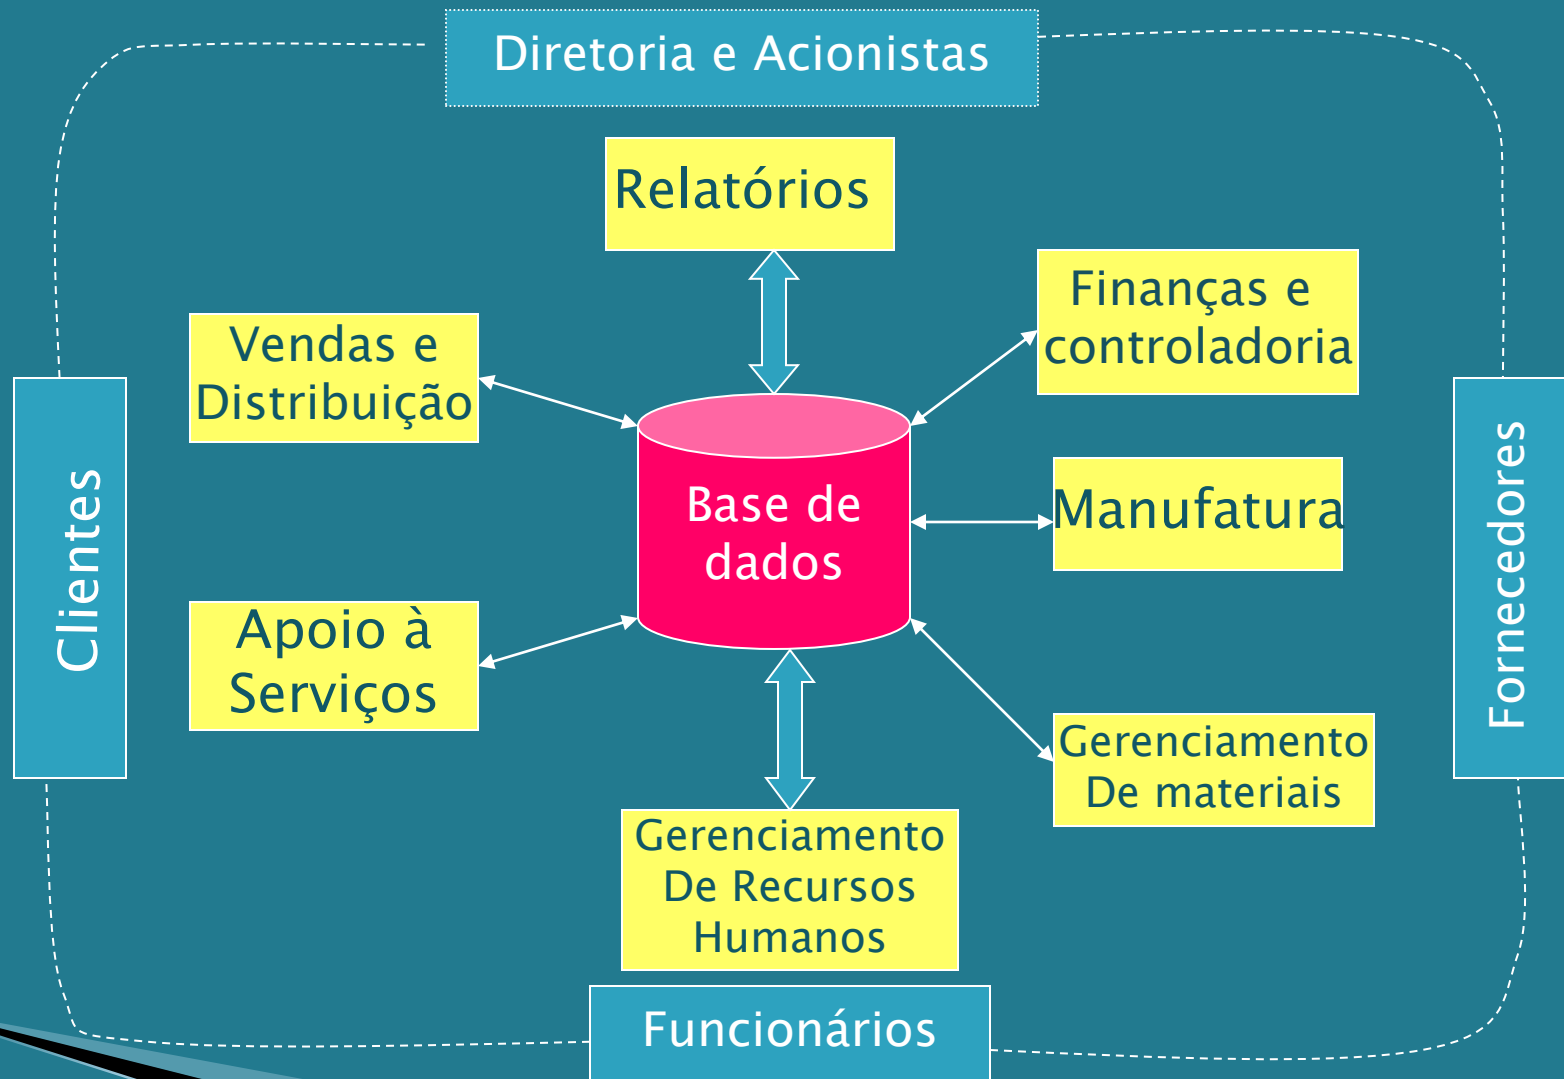 Diretoria e Acionistas
Relatórios
Finanças e
controladoria
Vendas e
Distribuição
Clientes
Base de
dados
Manufatura
Fornecedores
Apoio à
Serviços
Gerenciamento
De materiais
Gerenciamento
De Recursos
Humanos
Funcionários